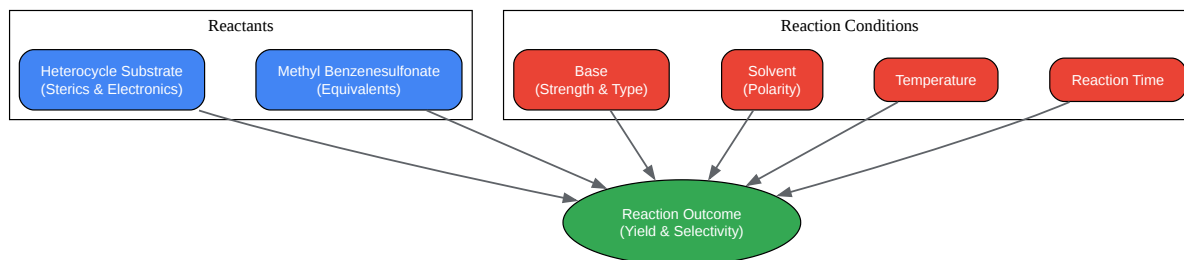 Reactants
Reaction Conditions
Heterocycle Substrate
(Sterics & Electronics)
Methyl Benzenesulfonate
(Equivalents)
Base
(Strength & Type)
Solvent
(Polarity)
Temperature
Reaction Time
Reaction Outcome
(Yield & Selectivity)